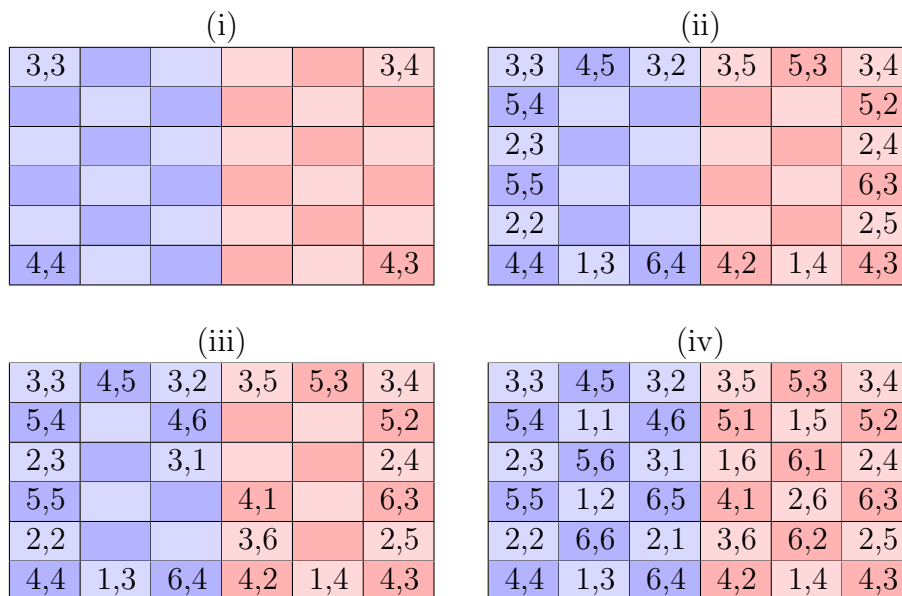 (i) (ii)
3,3 3,4 3,3 4,5 3,2 3,5 5,3 3,4
5,4 5,2
2,3 2,4
5,5 6,3
2,2 2,5
4,4 4,3 4,4 1,3 6,4 4,2 1,4 4,3
(iii) (iv)
3,3 4,5 3,2 3,5 5,3 3,4 3,3 4,5 3,2 3,5 5,3 3,4
5,4 4,6 5,2 5,4 1,1 4,6 5,1 1,5 5,2
2,3 3,1 2,4 2,3 5,6 3,1 1,6 6,1 2,4
5,5 4,1 6,3 5,5 1,2 6,5 4,1 2,6 6,3
2,2 3,6 2,5 2,2 6,6 2,1 3,6 6,2 2,5
4,4 1,3 6,4 4,2 1,4 4,3 4,4 1,3 6,4 4,2 1,4 4,3